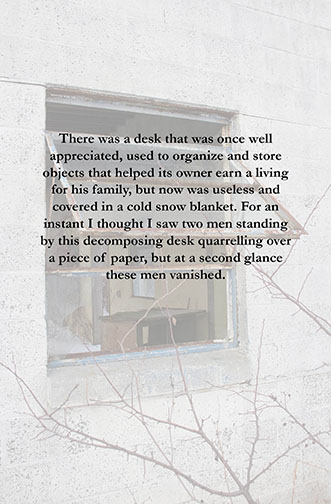 There was a desk that was once well
appreciated, used to organize and store
objects that helped its owner earn a living
for his family, but now was useless and
covered in a cold snow blanket. For an
instant I thought I saw two men standing
by this decomposing desk quarrelling over
a piece of paper, but at a second glance
these men vanished.